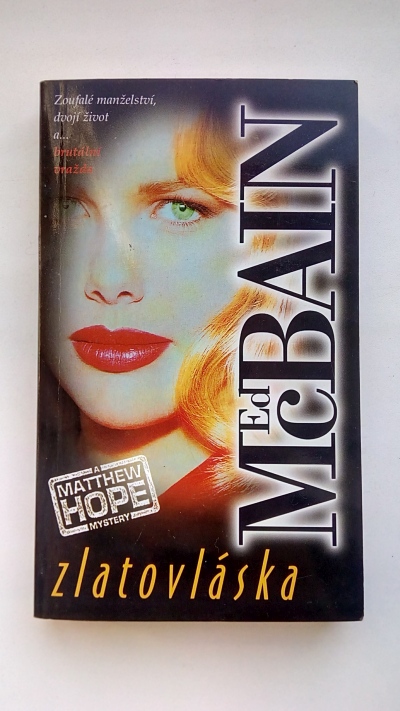 Zoufalé manželství,
dvojí život
a...
brutální
vražda
Ed
McBAIN
A
MATTHEW
HOPE
MYSTERY
zlatovláska